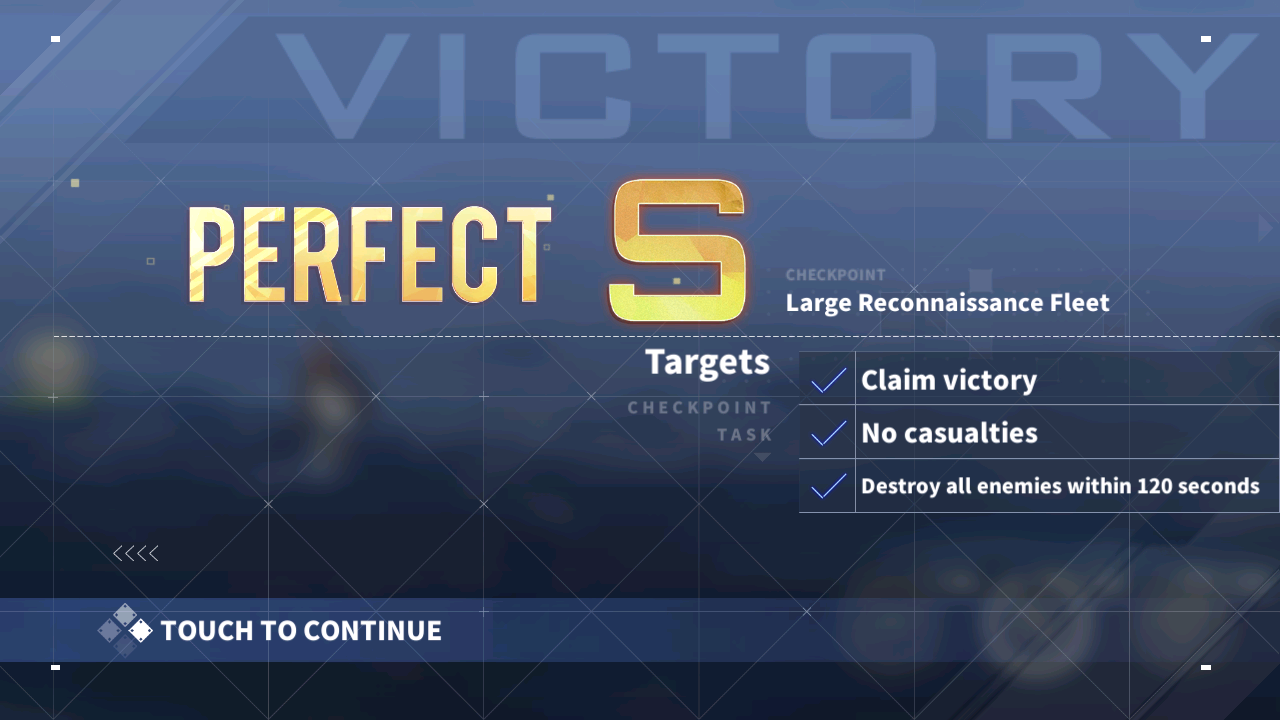 VICTORY
PERFECT S
CHECKPOINT
Large Reconnaissance Fleet
Targets
CHECKPOINT
TASK
Claim victory
No casualties
Destroy all enemies within 120 seconds
TOUCH TO CONTINUE